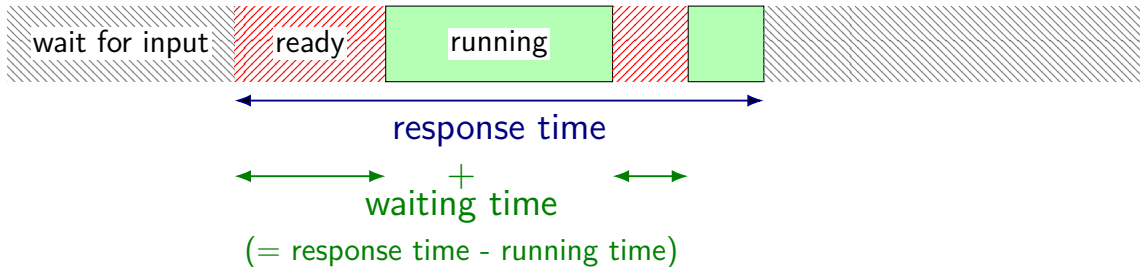 wait for input ready running
response time
+
waiting time
(= response time - running time)